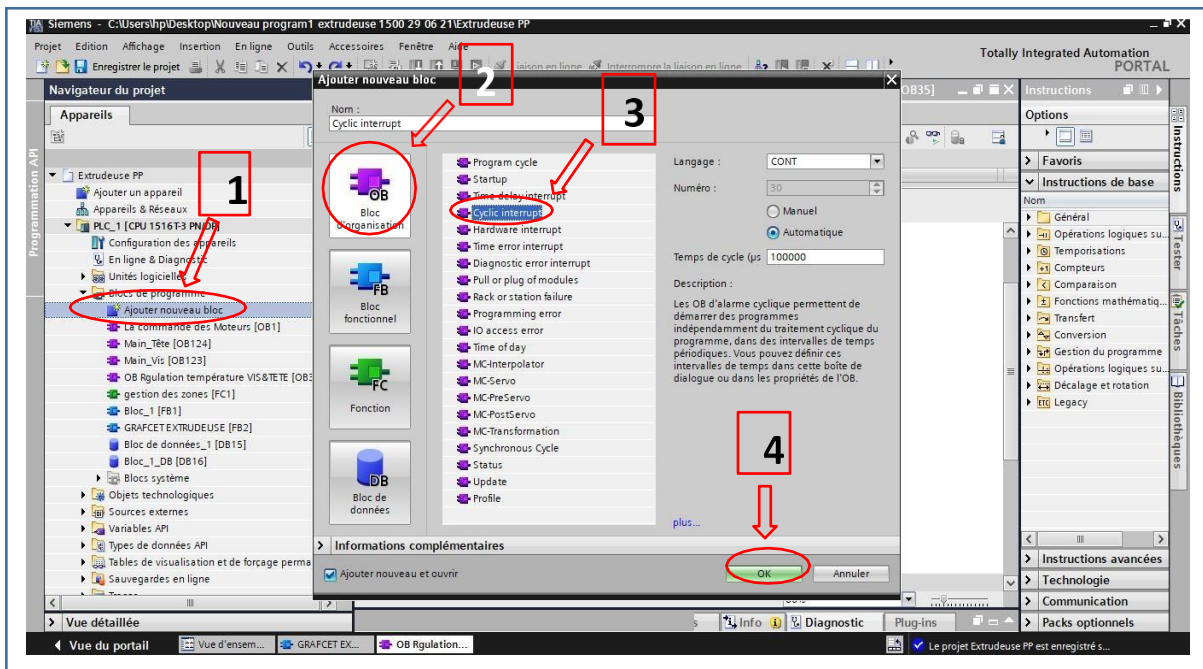 Siemens - C:\Users\hp\Desktop\Nouveau program1 extrudeuse 1500 29 06 21\Extrudeuse PP
Projet Edition Affichage Insertion En ligne Outils Accessoires Fenêtre Aide
Totally Integrated Automation
PORTAL
Enregistrer le projet
liaison en ligne Interrompre la liaison en ligne
Navigateur du projet
Appareils
Programmation API
Extrudeuse PP
Ajouter un appareil
Appareils & Réseaux
PLC_1 [CPU 1516T-3 PN/DP]
Configuration des appareils
En ligne & Diagnostic
Unités logicielles
Blocs de programme
Ajouter nouveau bloc
La commande des Moteurs [OB1]
Main_Tête [OB124]
Main_Vis [OB123]
OB Rgulation température VIS&TETE [OB3
gestion des zones [FC1]
Bloc_1 [FB1]
GRAFCET EXTRUDEUSE [FB2]
Bloc de données_1 [DB15]
Bloc_1_DB [DB16]
Blocs système
Objets technologiques
Sources externes
Variables API
Types de données API
Tables de visualisation et de forçage perma
Sauvegardes en ligne
Vue détaillée
1
2
3
4
Ajouter nouveau bloc
Nom :
Cyclic interrupt
OB
Bloc
d'organisation
FB
Bloc
fonctionnel
FC
Fonction
DB
Bloc de
données
Program cycle
Startup
Time delay interrupt
Cyclic interrupt
Hardware interrupt
Time error interrupt
Diagnostic error interrupt
Pull or plug of modules
Rack or station failure
Programming error
IO access error
Time of day
MC-Interpolator
MC-Servo
MC-PreServo
MC-PostServo
MC-Transformation
Synchronous Cycle
Status
Update
Profile
Langage : CONT
Numéro : 30
Manuel
Automatique
Temps de cycle (µs 100000
Description :
Les OB d'alarme cyclique permettent de
démarrer des programmes
indépendamment du traitement cyclique du
programme, dans des intervalles de temps
périodiques. Vous pouvez définir ces
intervalles de temps dans cette boîte de
dialogue ou dans les propriétés de l'OB.
plus...
Informations complémentaires
Ajouter nouveau et ouvrir
OK Annuler
OB35]
Instructions
Options
Favoris
Instructions de base
Nom
Général
Opérations logiques su...
Temporisations
Compteurs
Comparaison
Fonctions mathématiq...
Transfert
Conversion
Gestion du programme
Opérations logiques su...
Décalage et rotation
Legacy
Instructions avancées
Technologie
Communication
Packs optionnels
Instructions
Tester
Tâches
Bibliothèques
Info Diagnostic Plug-ins
Vue du portail Vue d'ensem... GRAFCET EX... OB Rgulation...
Le projet Extrudeuse PP est enregistré s...